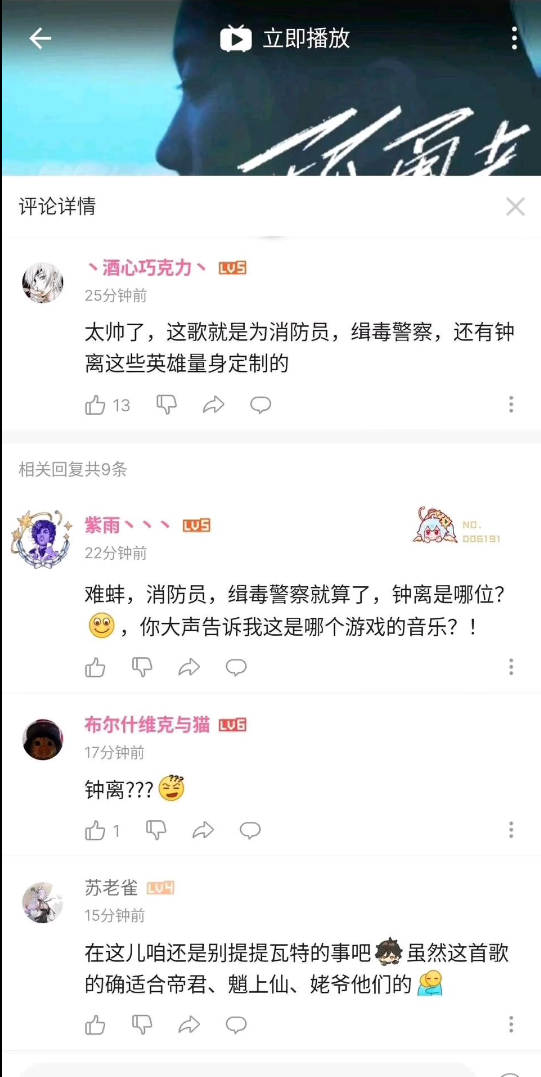 立即播放
孤勇者
评论详情
丶酒心巧克力丶 LV5
25分钟前
太帅了，这歌就是为消防员，缉毒警察，还有钟
离这些英雄量身定制的
13
相关回复共9条
紫雨丶丶丶 LV5
NO.
006191
22分钟前
难蚌，消防员，缉毒警察就算了，钟离是哪位？
，你大声告诉我这是哪个游戏的音乐？！
布尔什维克与猫 LV6
17分钟前
钟离???
???
1
苏老雀 LV4
15分钟前
在这儿咱还是别提提瓦特的事吧虽然这首歌
的确适合帝君、魈上仙、姥爷他们的